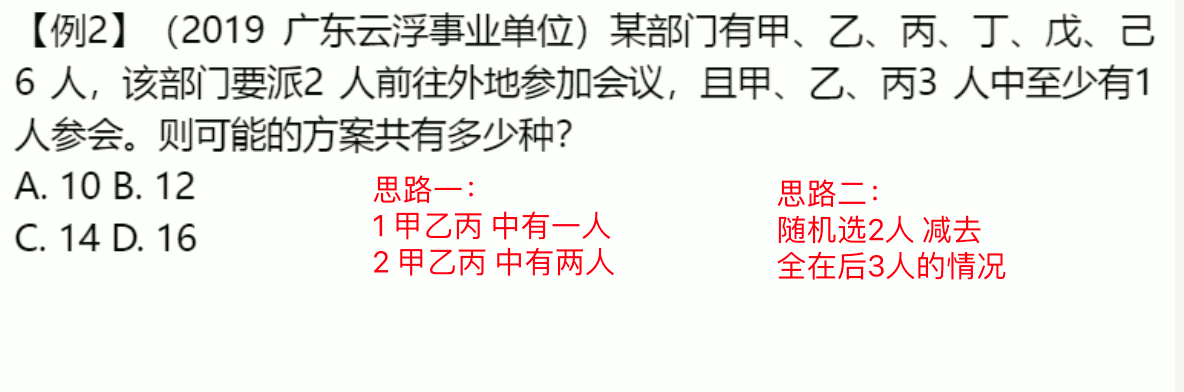 【例2】（2019 广东云浮事业单位）某部门有甲、乙、丙、丁、戊、己
6 人，该部门要派2 人前往外地参加会议，且甲、乙、丙3 人中至少有1
人参会。则可能的方案共有多少种？
A. 10 B. 12
C. 14 D. 16
思路一：
1 甲乙丙 中有一人
2 甲乙丙 中有两人
思路二：
随机选2人 减去
全在后3人的情况